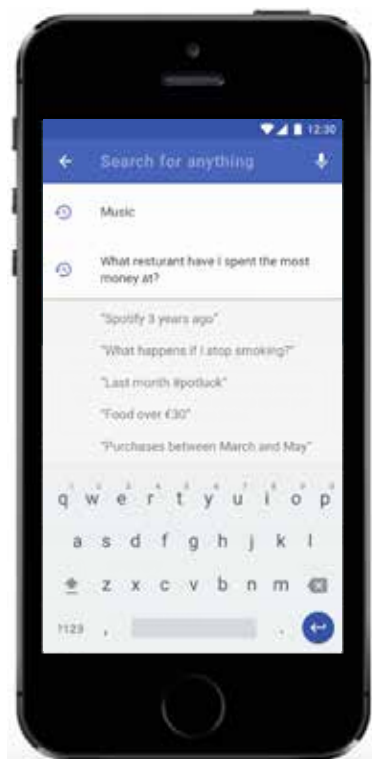 12:30
Search for anything
Music
What resturant have I spent the most
money at?
"Spotify 3 years ago"
"What happens if I atop smoking?"
"Last month #potluck"
"Food over €30"
"Purchases between March and May"
q w e r t y u i o p
a s d f g h j k l
z x c v b n m
?123 , .